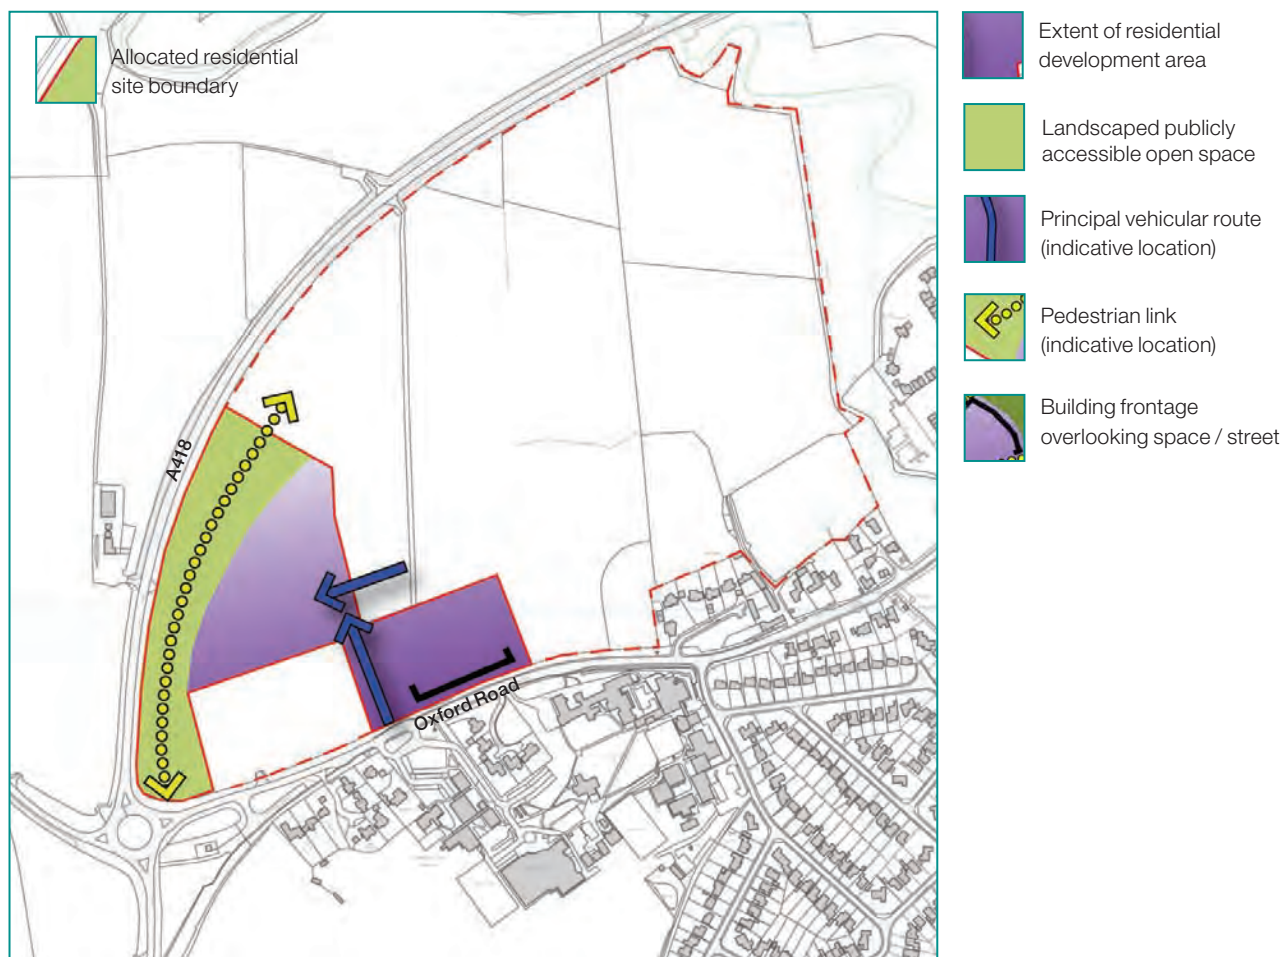 Allocated residential
site boundary
Extent of residential
development area
Landscaped publicly
accessible open space
Principal vehicular route
(indicative location)
Pedestrian link
(indicative location)
Building frontage
overlooking space / street
A418
Oxford Road